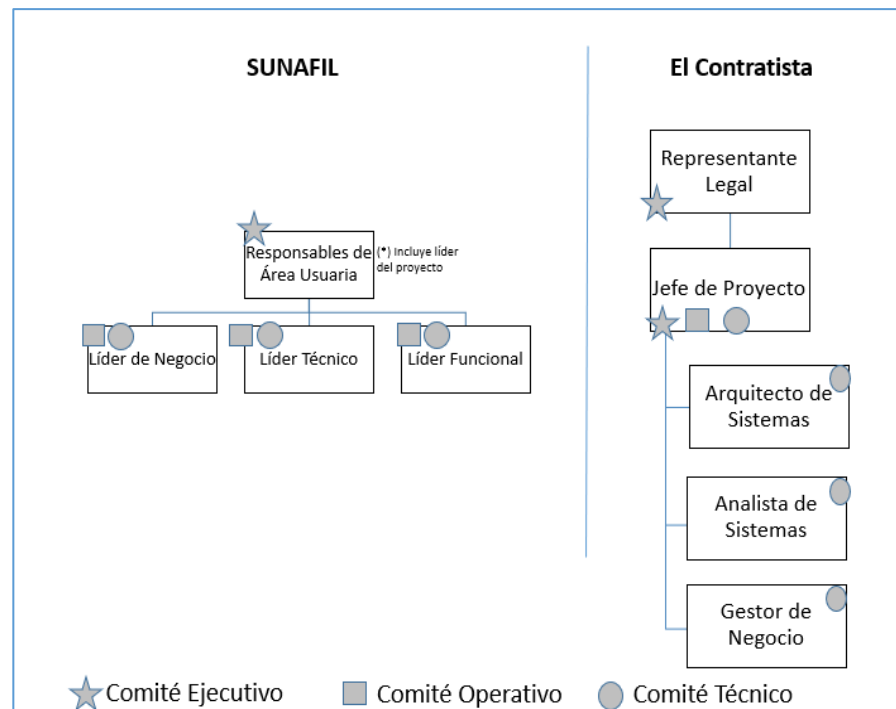 SUNAFIL
El Contratista
Representante
Legal
Responsables de
Área Usuaria
(*) Incluye líder
del proyecto
Jefe de Proyecto
Líder de Negocio
Líder Técnico
Líder Funcional
Arquitecto de
Sistemas
Analista de
Sistemas
Gestor de
Negocio
Comité Ejecutivo
Comité Operativo
Comité Técnico